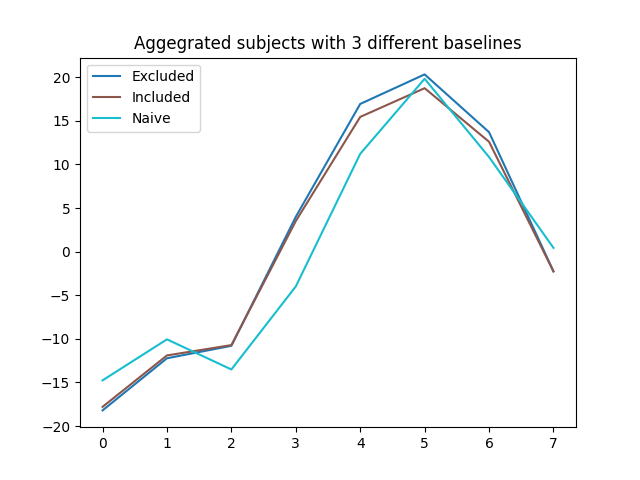 Aggegrated subjects with 3 different baselines
Excluded
Included
Naive
20
15
10
5
0
−5
−10
−15
−20
0 1 2 3 4 5 6 7